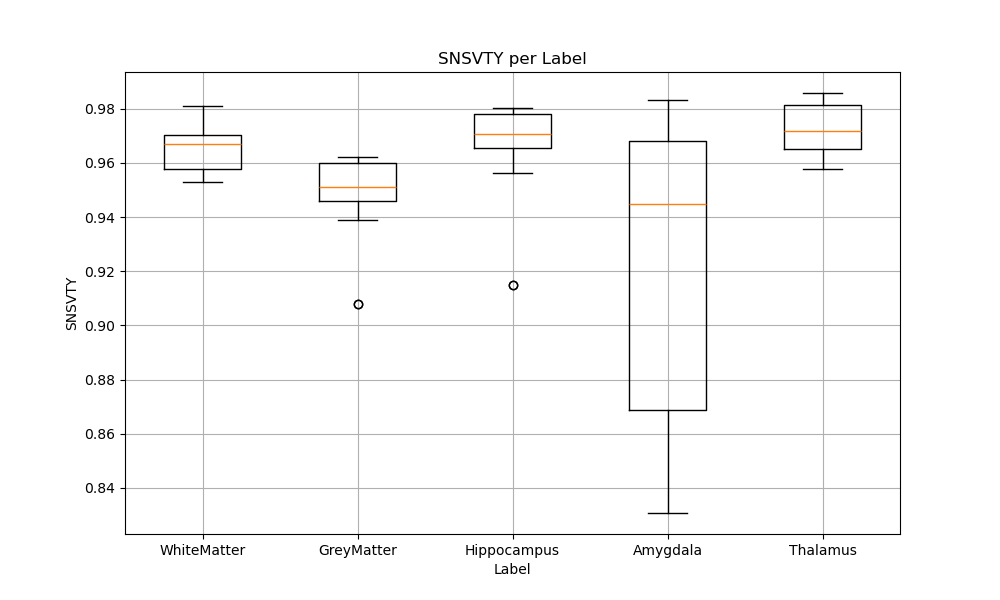 SNSVTY per Label
SNSVTY
0.98
0.96
0.94
0.92
0.90
0.88
0.86
0.84
WhiteMatter GreyMatter Hippocampus Amygdala Thalamus
Label